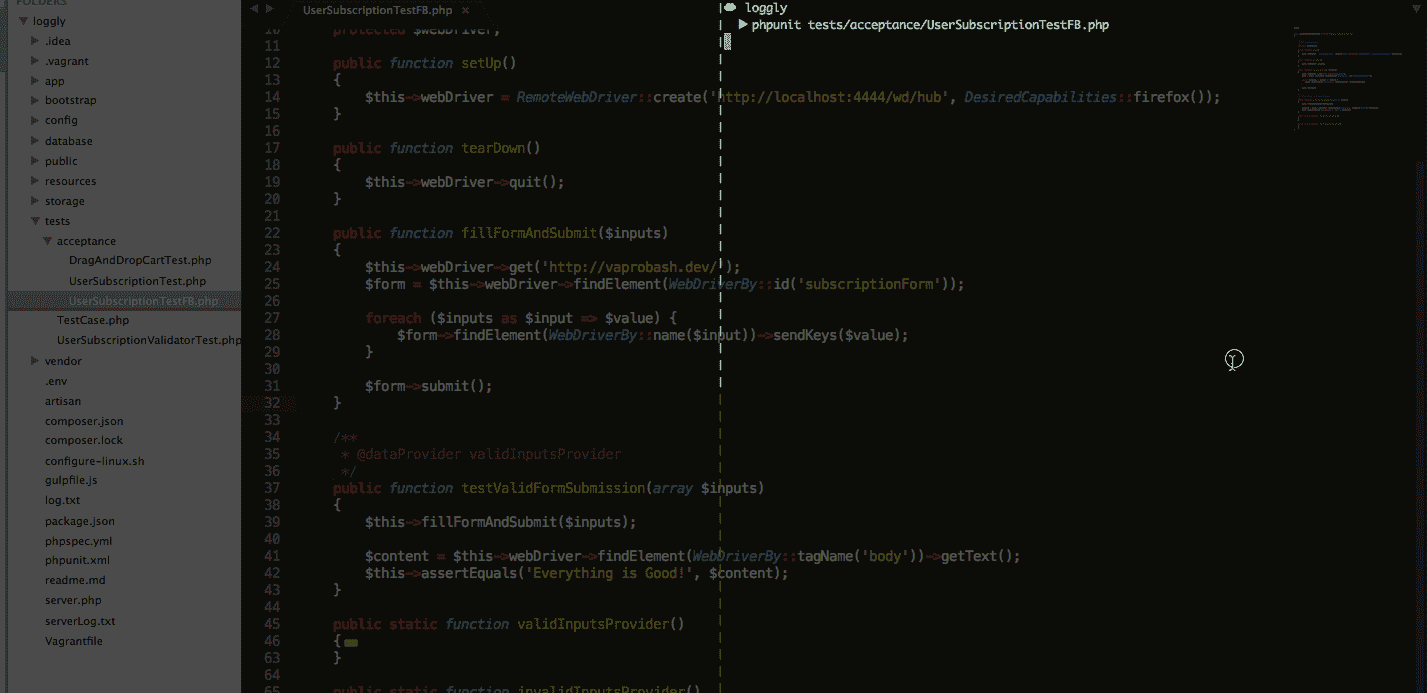 FOLDERS
loggly
.idea
.vagrant
app
bootstrap
config
database
public
resources
storage
tests
acceptance
DragAndDropCartTest.php
UserSubscriptionTest.php
UserSubscriptionTestFB.php
TestCase.php
UserSubscriptionValidatorTest.php
vendor
.env
artisan
composer.json
composer.lock
configure-linux.sh
gulpfile.js
log.txt
package.json
phpspec.yml
phpunit.xml
readme.md
server.php
serverLog.txt
Vagrantfile
UserSubscriptionTestFB.php ×
10 protected $webDriver;
11
12 public function setUp()
13 {
14 $this->webDriver = RemoteWebDriver::create('http://localhost:4444/wd/hub', DesiredCapabilities::firefox());
15 }
16
17 public function tearDown()
18 {
19 $this->webDriver->quit();
20 }
21
22 public function fillFormAndSubmit($inputs)
23 {
24 $this->webDriver->get('http://vaprobash.dev/');
25 $form = $this->webDriver->findElement(WebDriverBy::id('subscriptionForm'));
26
27 foreach ($inputs as $input => $value) {
28 $form->findElement(WebDriverBy::name($input))->sendKeys($value);
29 }
30
31 $form->submit();
32 }
33
34 /**
35 * @dataProvider validInputsProvider
36 */
37 public function testValidFormSubmission(array $inputs)
38 {
39 $this->fillFormAndSubmit($inputs);
40
41 $content = $this->webDriver->findElement(WebDriverBy::tagName('body'))->getText();
42 $this->assertEquals('Everything is Good!', $content);
43 }
44
45 public static function validInputsProvider()
46 {
63 }
64
65 public static function invalidInputsProvider()
loggly
phpunit tests/acceptance/UserSubscriptionTestFB.php